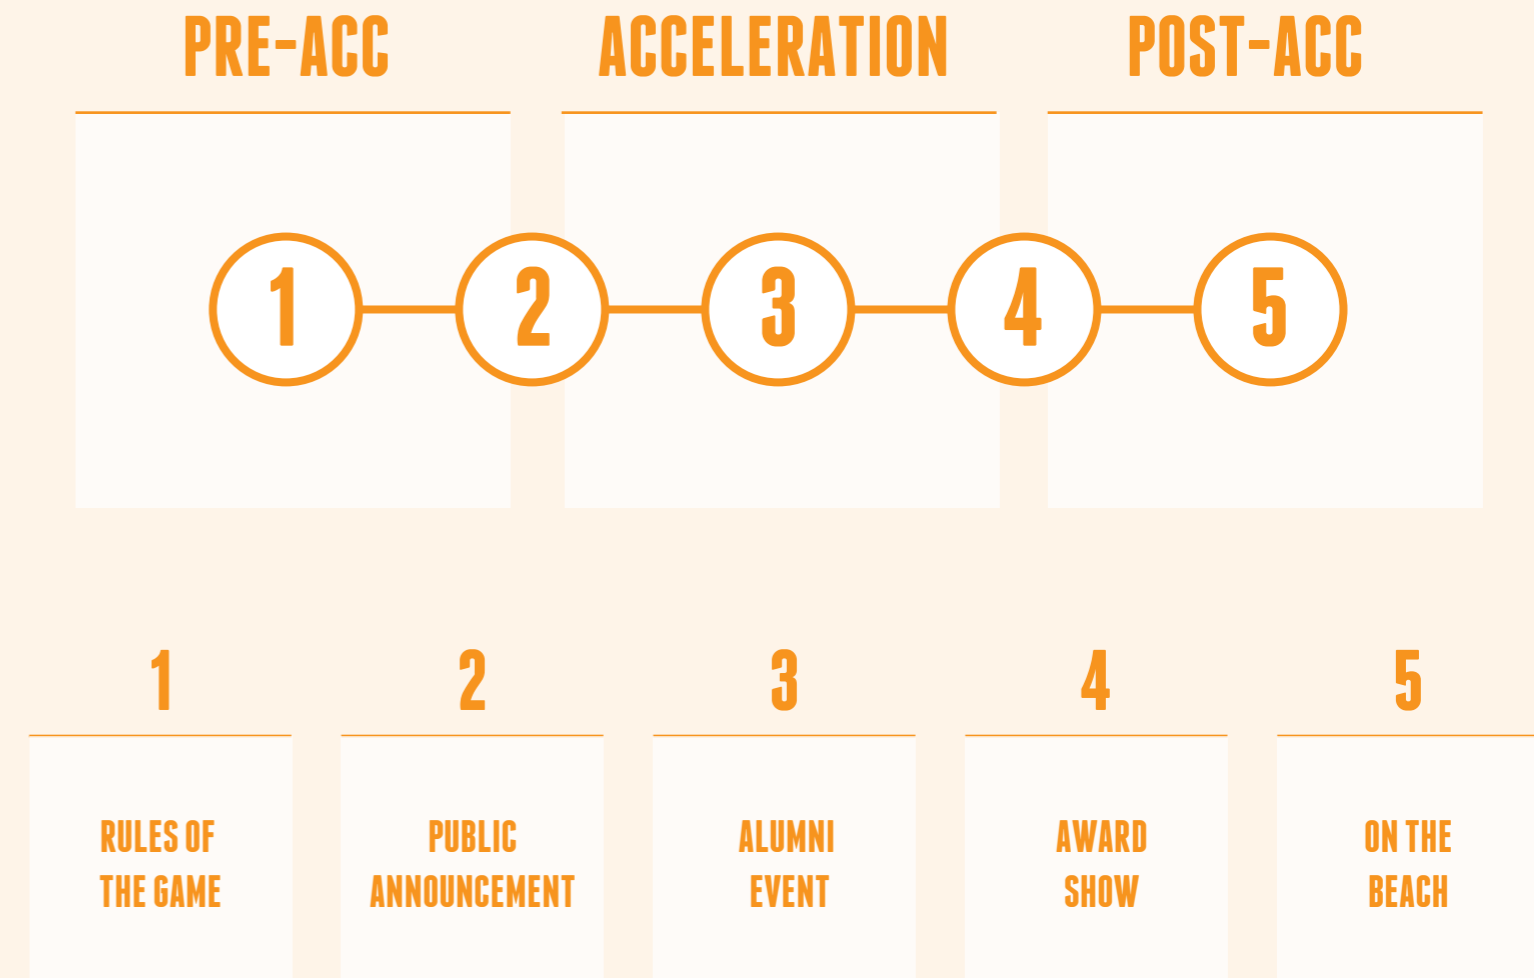 PRE-ACC
ACCELERATION
POST-ACC
1
2
3
4
5
1
2
3
4
5
RULES OF
THE GAME
PUBLIC
ANNOUNCEMENT
ALUMNI
EVENT
AWARD
SHOW
ON THE
BEACH